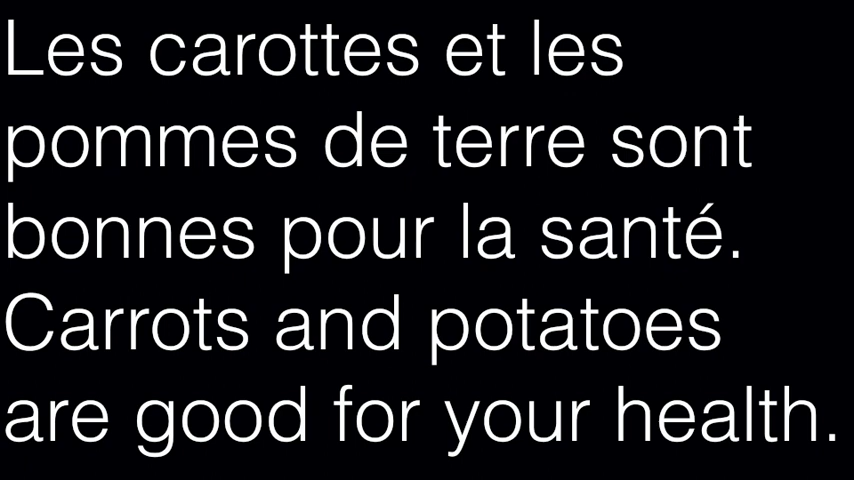 Les carottes et les
pommes de terre sont
bonnes pour la santé.
Carrots and potatoes
are good for your health.